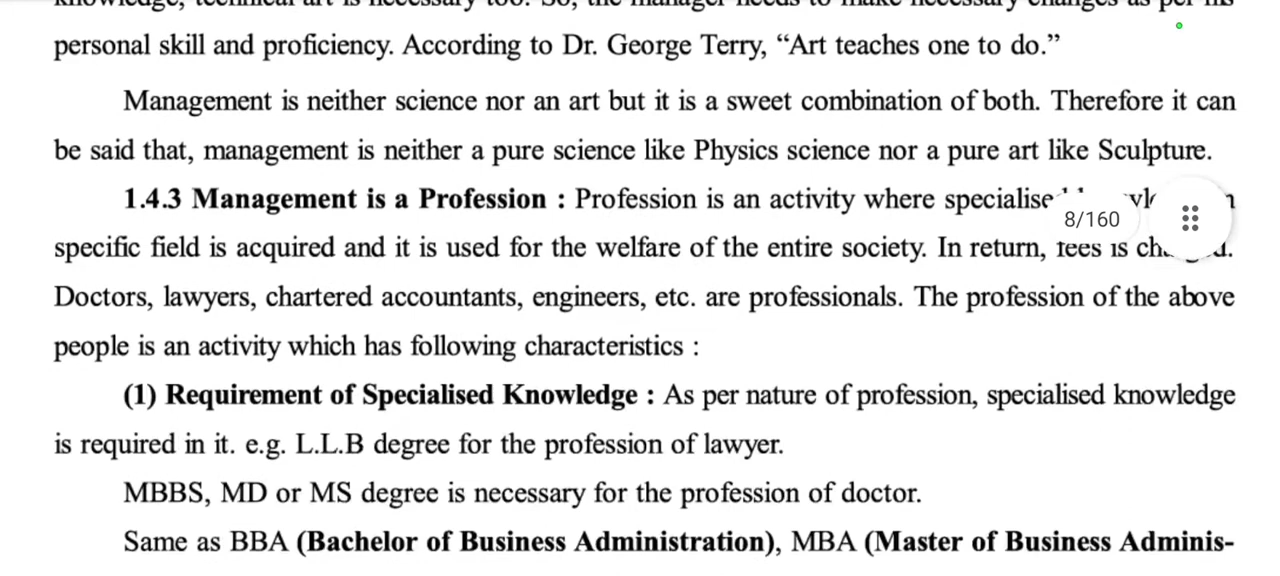 personal skill and proficiency. According to Dr. George Terry, “Art teaches one to do.”
Management is neither science nor an art but it is a sweet combination of both. Therefore it can
be said that, management is neither a pure science like Physics science nor a pure art like Sculpture.
1.4.3 Management is a Profession : Profession is an activity where
8/160
specific field is acquired and it is used for the welfare of the entire society. In return, fees is
Doctors, lawyers, chartered accountants, engineers, etc. are professionals. The profession of the above
people is an activity which has following characteristics :
(1) Requirement of Specialised Knowledge : As per nature of profession, specialised knowledge
is required in it. e.g. L.L.B degree for the profession of lawyer.
MBBS, MD or MS degree is necessary for the profession of doctor.
Same as BBA (Bachelor of Business Administration), MBA (Master of Business Adminis-